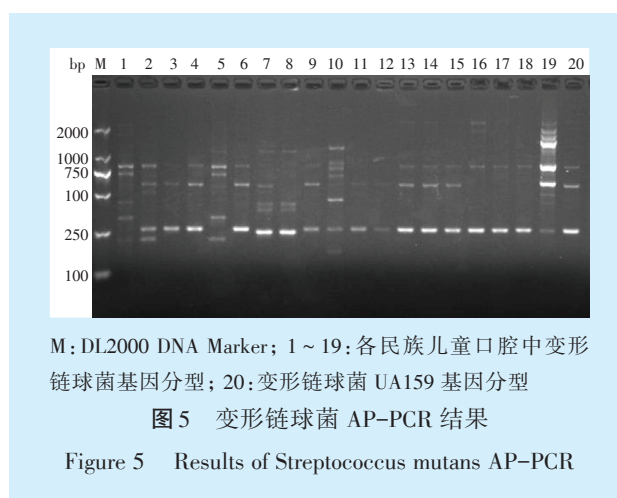 bp M 1 2 3 4 5 6 7 8 9 10 11 12 13 14 15 16 17 18 19 20
2000
1000
750
100
250
100
M:DL2000 DNA Marker; 1~19:各民族儿童口腔中变形
链球菌基因分型; 20:变形链球菌 UA159 基因分型
图5 变形链球菌 AP-PCR 结果
Figure 5 Results of Streptococcus mutans AP-PCR